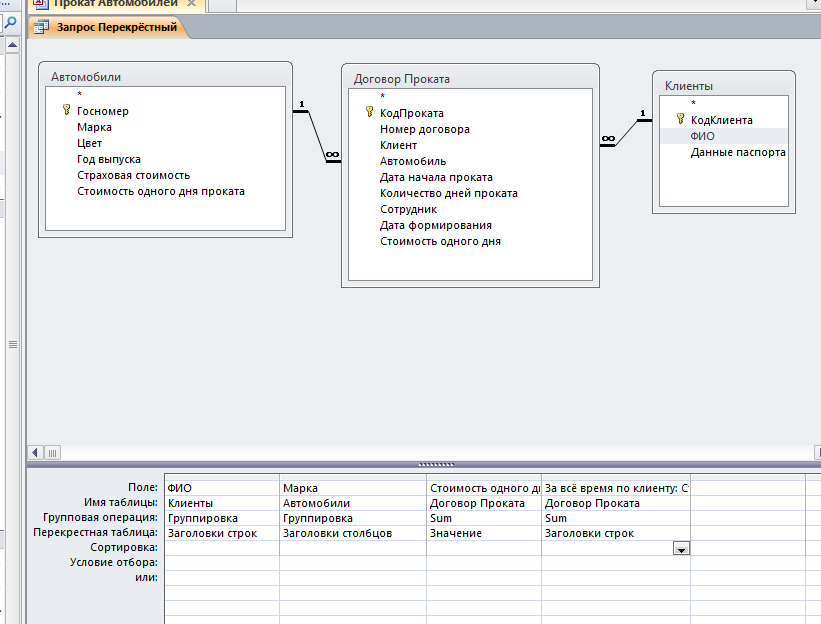 Прокат Автомобилей
Запрос Перекрёстный
Автомобили
*
Госномер
Марка
Цвет
Год выпуска
Страховая стоимость
Стоимость одного дня проката
1
∞
Договор Проката
*
КодПроката
Номер договора
Клиент
Автомобиль
Дата начала проката
Количество дней проката
Сотрудник
Дата формирования
Стоимость одного дня
∞
1
Клиенты
*
КодКлиента
ФИО
Данные паспорта
Поле: ФИО Марка Стоимость одного д За всё время по клиенту: С
Имя таблицы: Клиенты Автомобили Договор Проката Договор Проката
Групповая операция: Группировка Группировка Sum Sum
Перекрестная таблица: Заголовки строк Заголовки столбцов Значение Заголовки строк
Сортировка:
Условие отбора:
или: